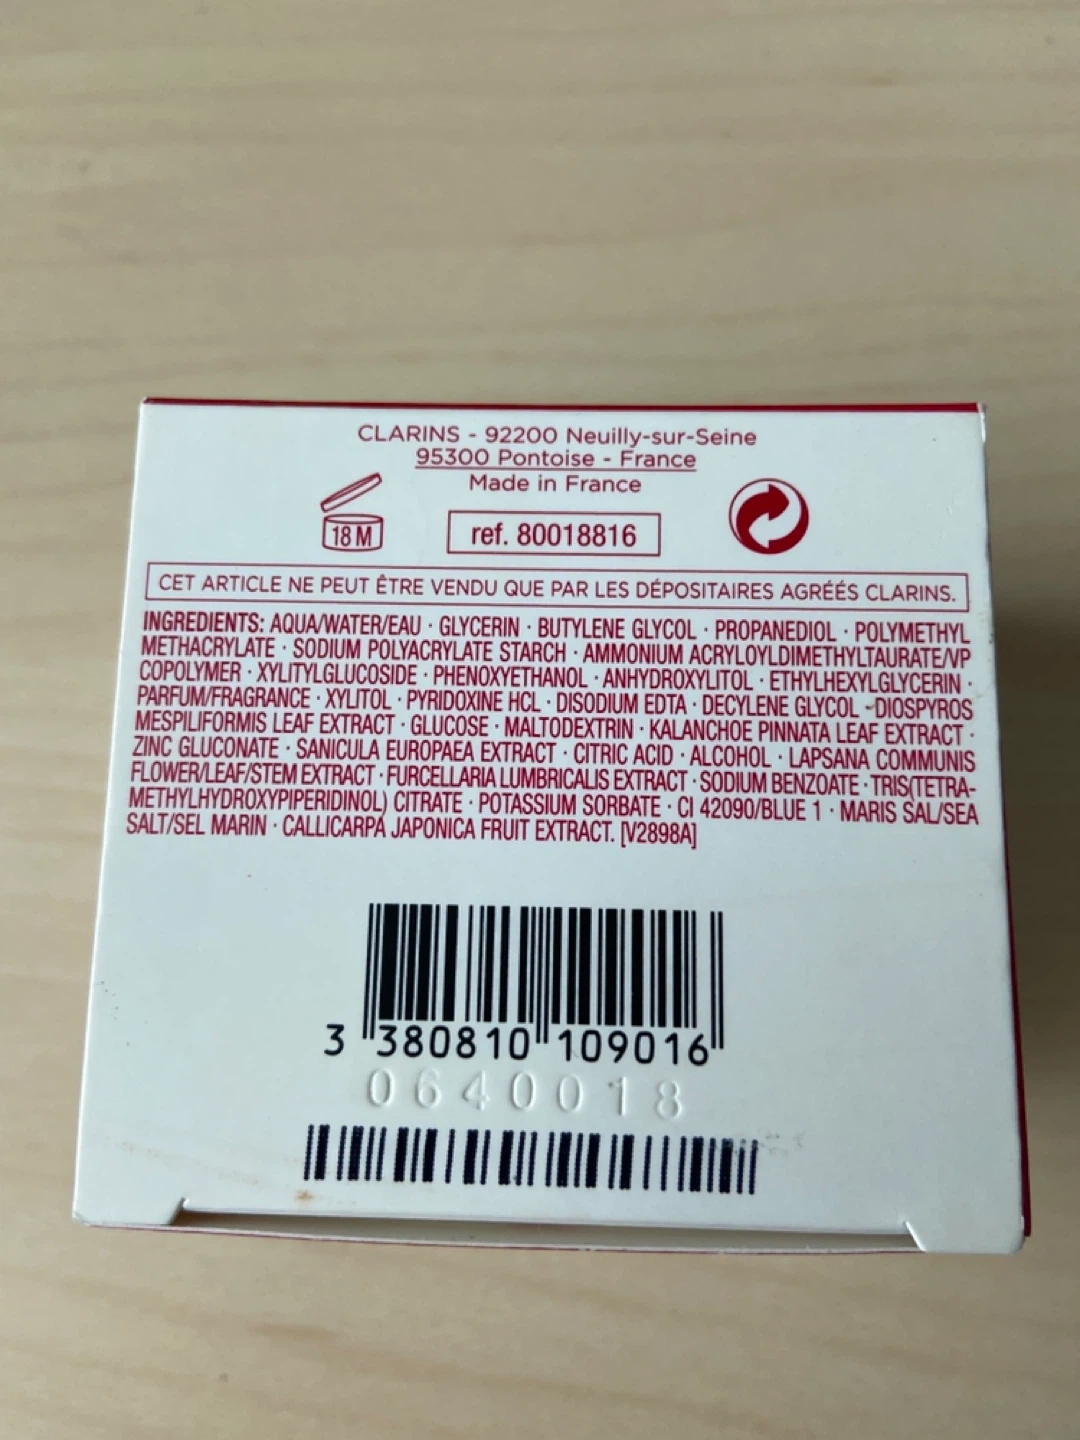 CLARINS - 92200 Neuilly-sur-Seine
95300 Pontoise - France
Made in France
18 M
ref. 80018816
CET ARTICLE NE PEUT ÊTRE VENDU QUE PAR LES DÉPOSITAIRES AGRÉÉS CLARINS.
INGREDIENTS: AQUA/WATER/EAU · GLYCERIN · BUTYLENE GLYCOL · PROPANEDIOL · POLYMETHYL
METHACRYLATE · SODIUM POLYACRYLATE STARCH · AMMONIUM ACRYLOYLDIMETHYLTAURATE/VP
COPOLYMER · XYLITYLGLUCOSIDE · PHENOXYETHANOL · ANHYDROXYLITOL · ETHYLHEXYLGLYCERIN ·
PARFUM/FRAGRANCE · XYLITOL · PYRIDOXINE HCL · DISODIUM EDTA · DECYLENE GLYCOL · DIOSPYROS
MESPILIFORMIS LEAF EXTRACT · GLUCOSE · MALTODEXTRIN · KALANCHOE PINNATA LEAF EXTRACT ·
ZINC GLUCONATE · SANICULA EUROPAEA EXTRACT · CITRIC ACID · ALCOHOL · LAPSANA COMMUNIS
FLOWER/LEAF/STEM EXTRACT · FURCELLARIA LUMBRICALIS EXTRACT · SODIUM BENZOATE · TRIS(TETRA-
METHYLHYDROXYPIPERIDINOL) CITRATE · POTASSIUM SORBATE · CI 42090/BLUE 1 · MARIS SAL/SEA
SALT/SEL MARIN · CALLICARPA JAPONICA FRUIT EXTRACT. [V2898A]
3 380810 109016
0640018